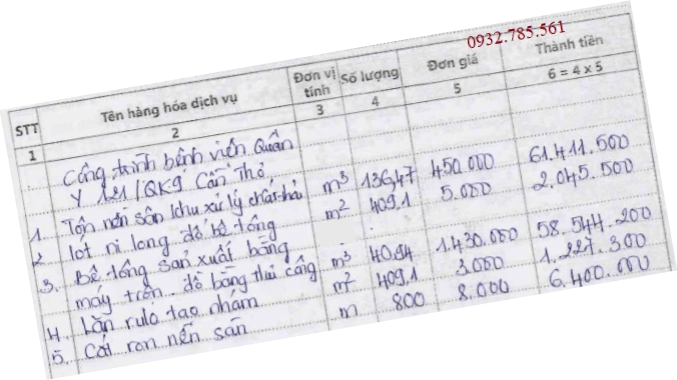 0932.785.561
STT Tên hàng hóa dịch vụ Đơn vị tính Số lượng Đơn giá Thành tiền
1 2 3 4 5 6 = 4 x 5
Công trình bệnh viện Quân
Y 121/QK9 Cần Thơ,
1. Tôn nền sân khu xử lý chất thải m³ 136,47 450.000 61.411.500
2 lót ni long đổ bê tông m² 409,1 5.000 2.045.500
3. Bê tông sản xuất bằng
máy trộn. đổ bằng thủ công m³ 40.94 1.430.000 58.544.200
4. Lăn rulo tạo nhám m² 409,1 3.000 1.227.300
5. Cắt ron nền sân m 800 8.000 6.400.000